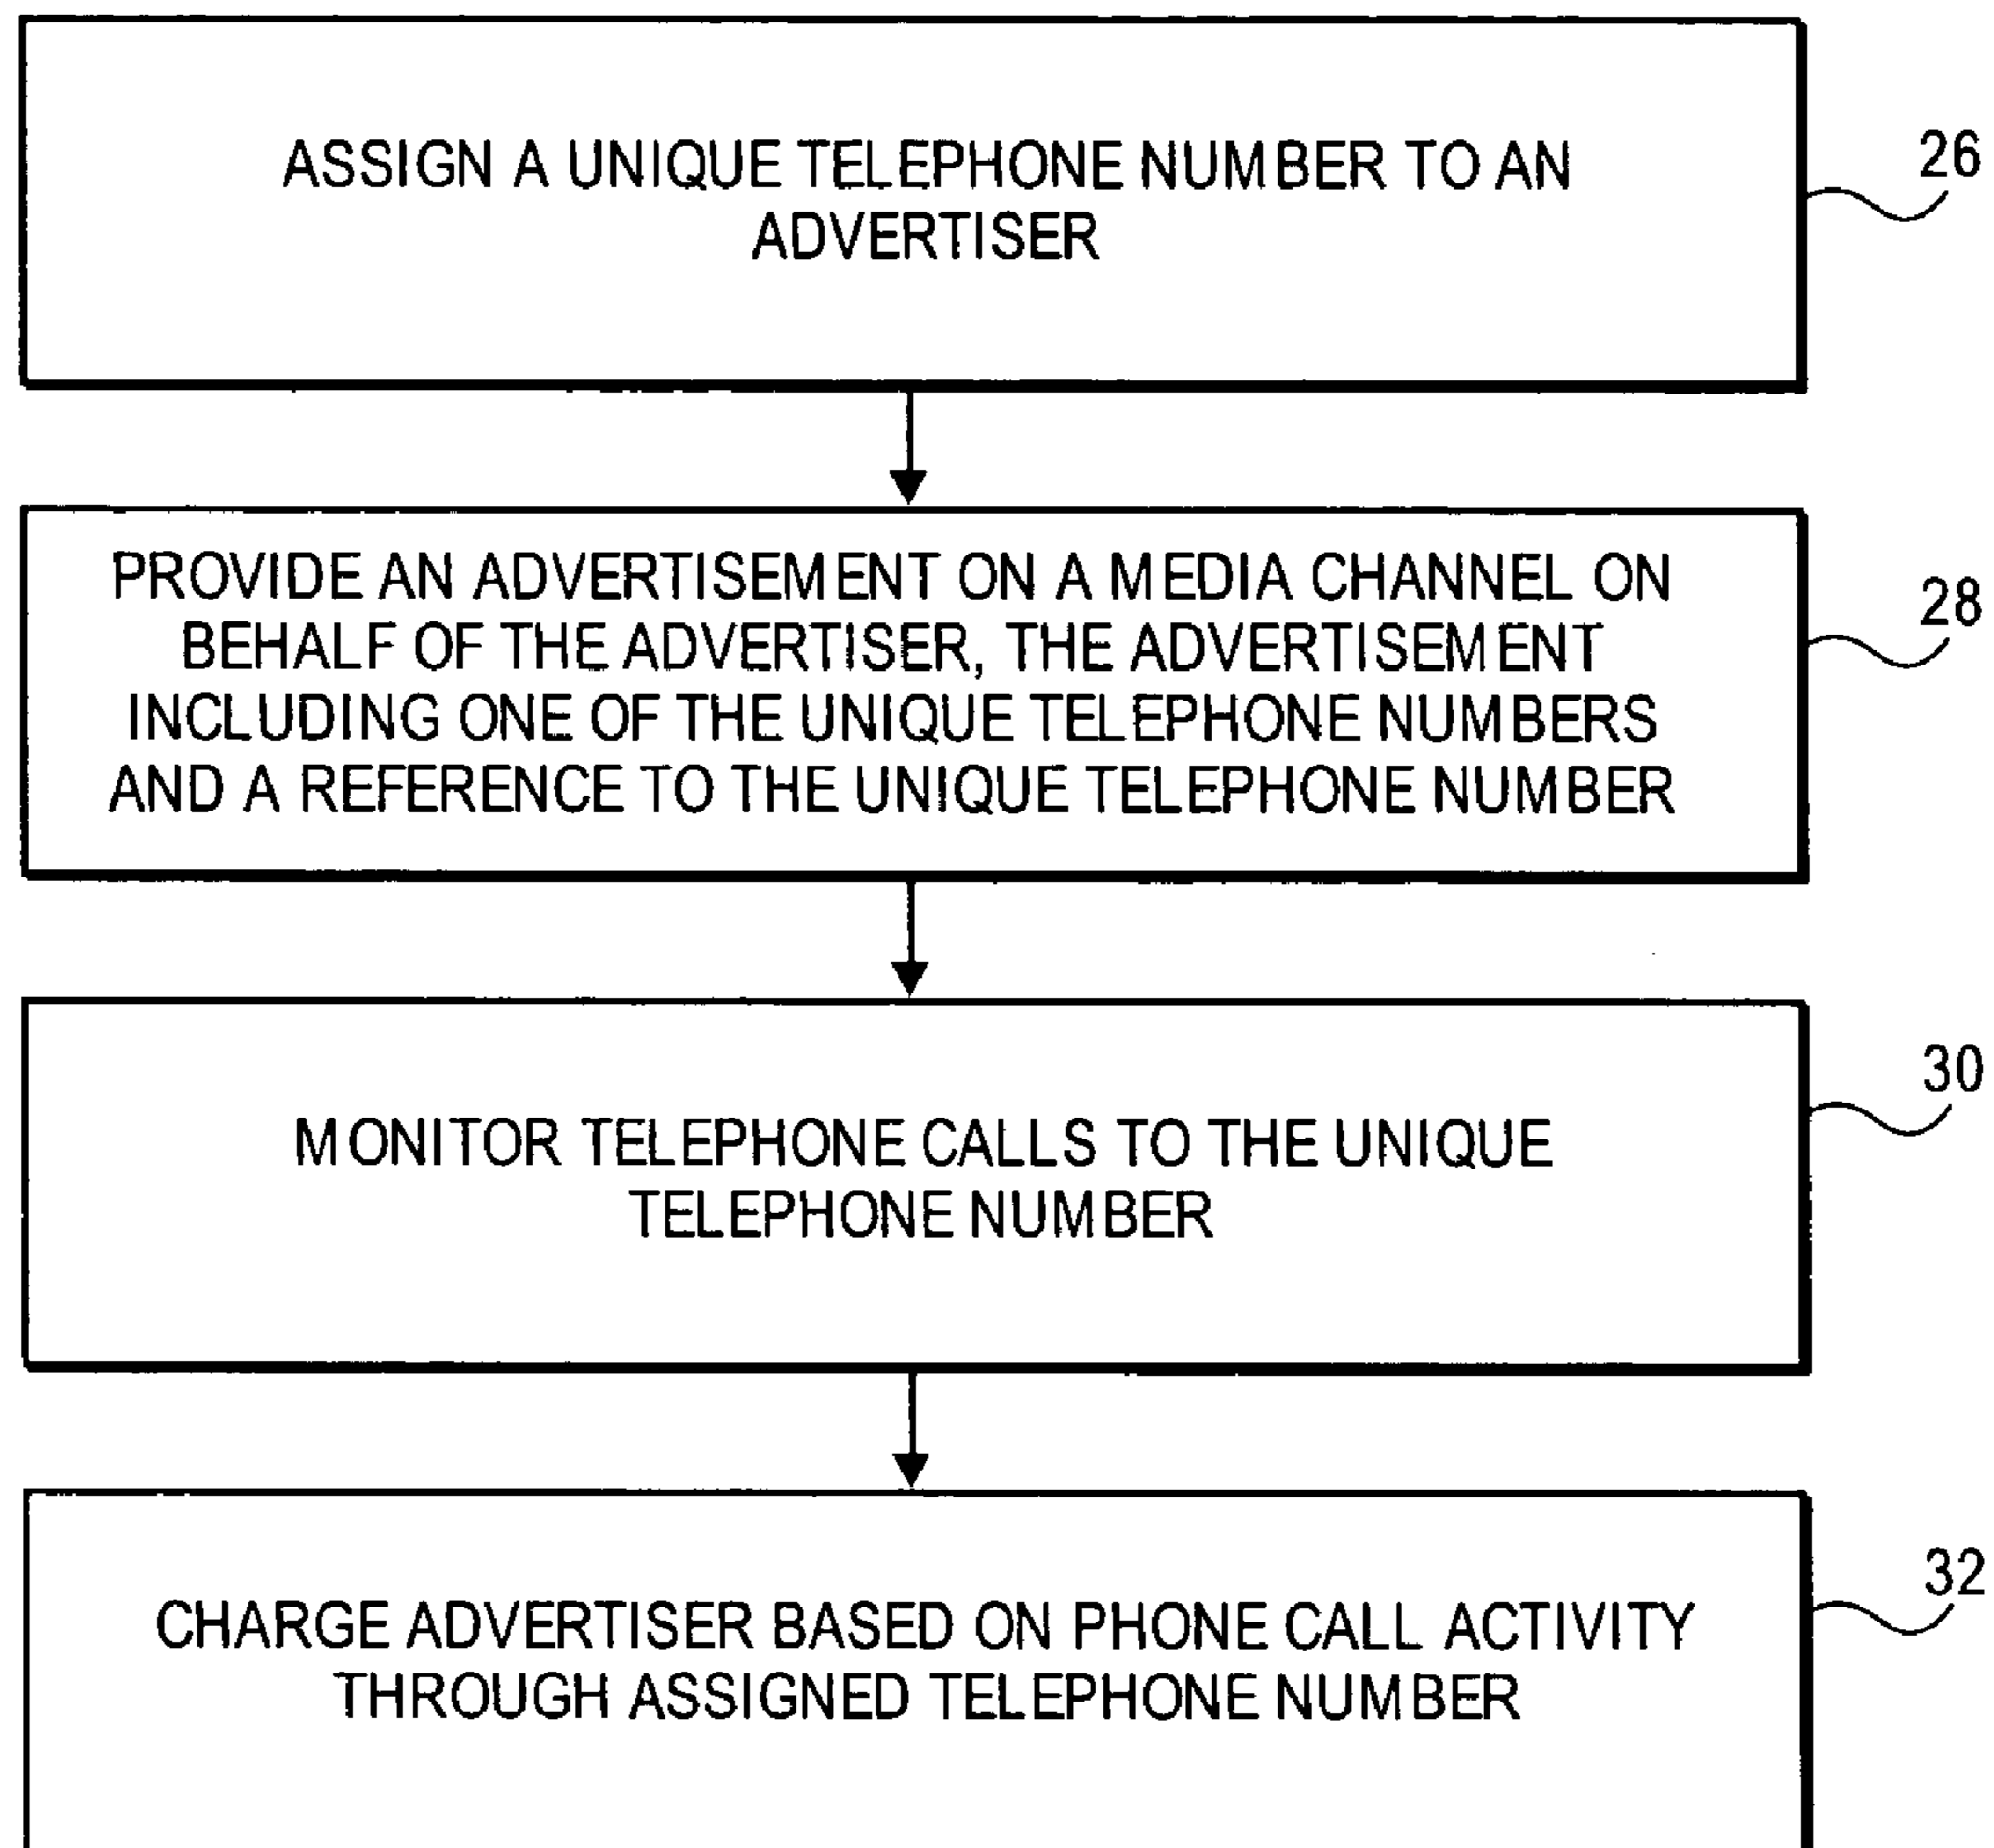 ASSIGN A UNIQUE TELEPHONE NUMBER TO AN
ADVERTISER
26
PROVIDE AN ADVERTISEMENT ON A MEDIA CHANNEL ON
BEHALF OF THE ADVERTISER, THE ADVERTISEMENT
INCLUDING ONE OF THE UNIQUE TELEPHONE NUMBERS
AND A REFERENCE TO THE UNIQUE TELEPHONE NUMBER
28
MONITOR TELEPHONE CALLS TO THE UNIQUE
TELEPHONE NUMBER
30
CHARGE ADVERTISER BASED ON PHONE CALL ACTIVITY
THROUGH ASSIGNED TELEPHONE NUMBER
32